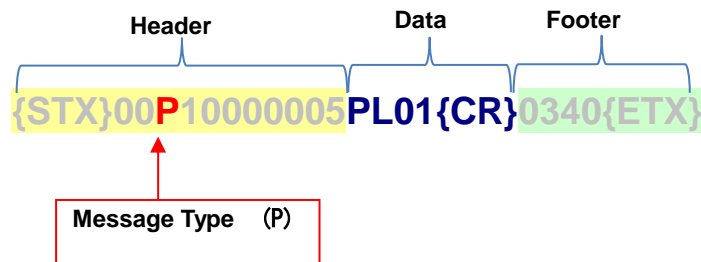 Header Data Footer
{STX}00P10000005PL01{CR}0340{ETX}
Message Type (P)